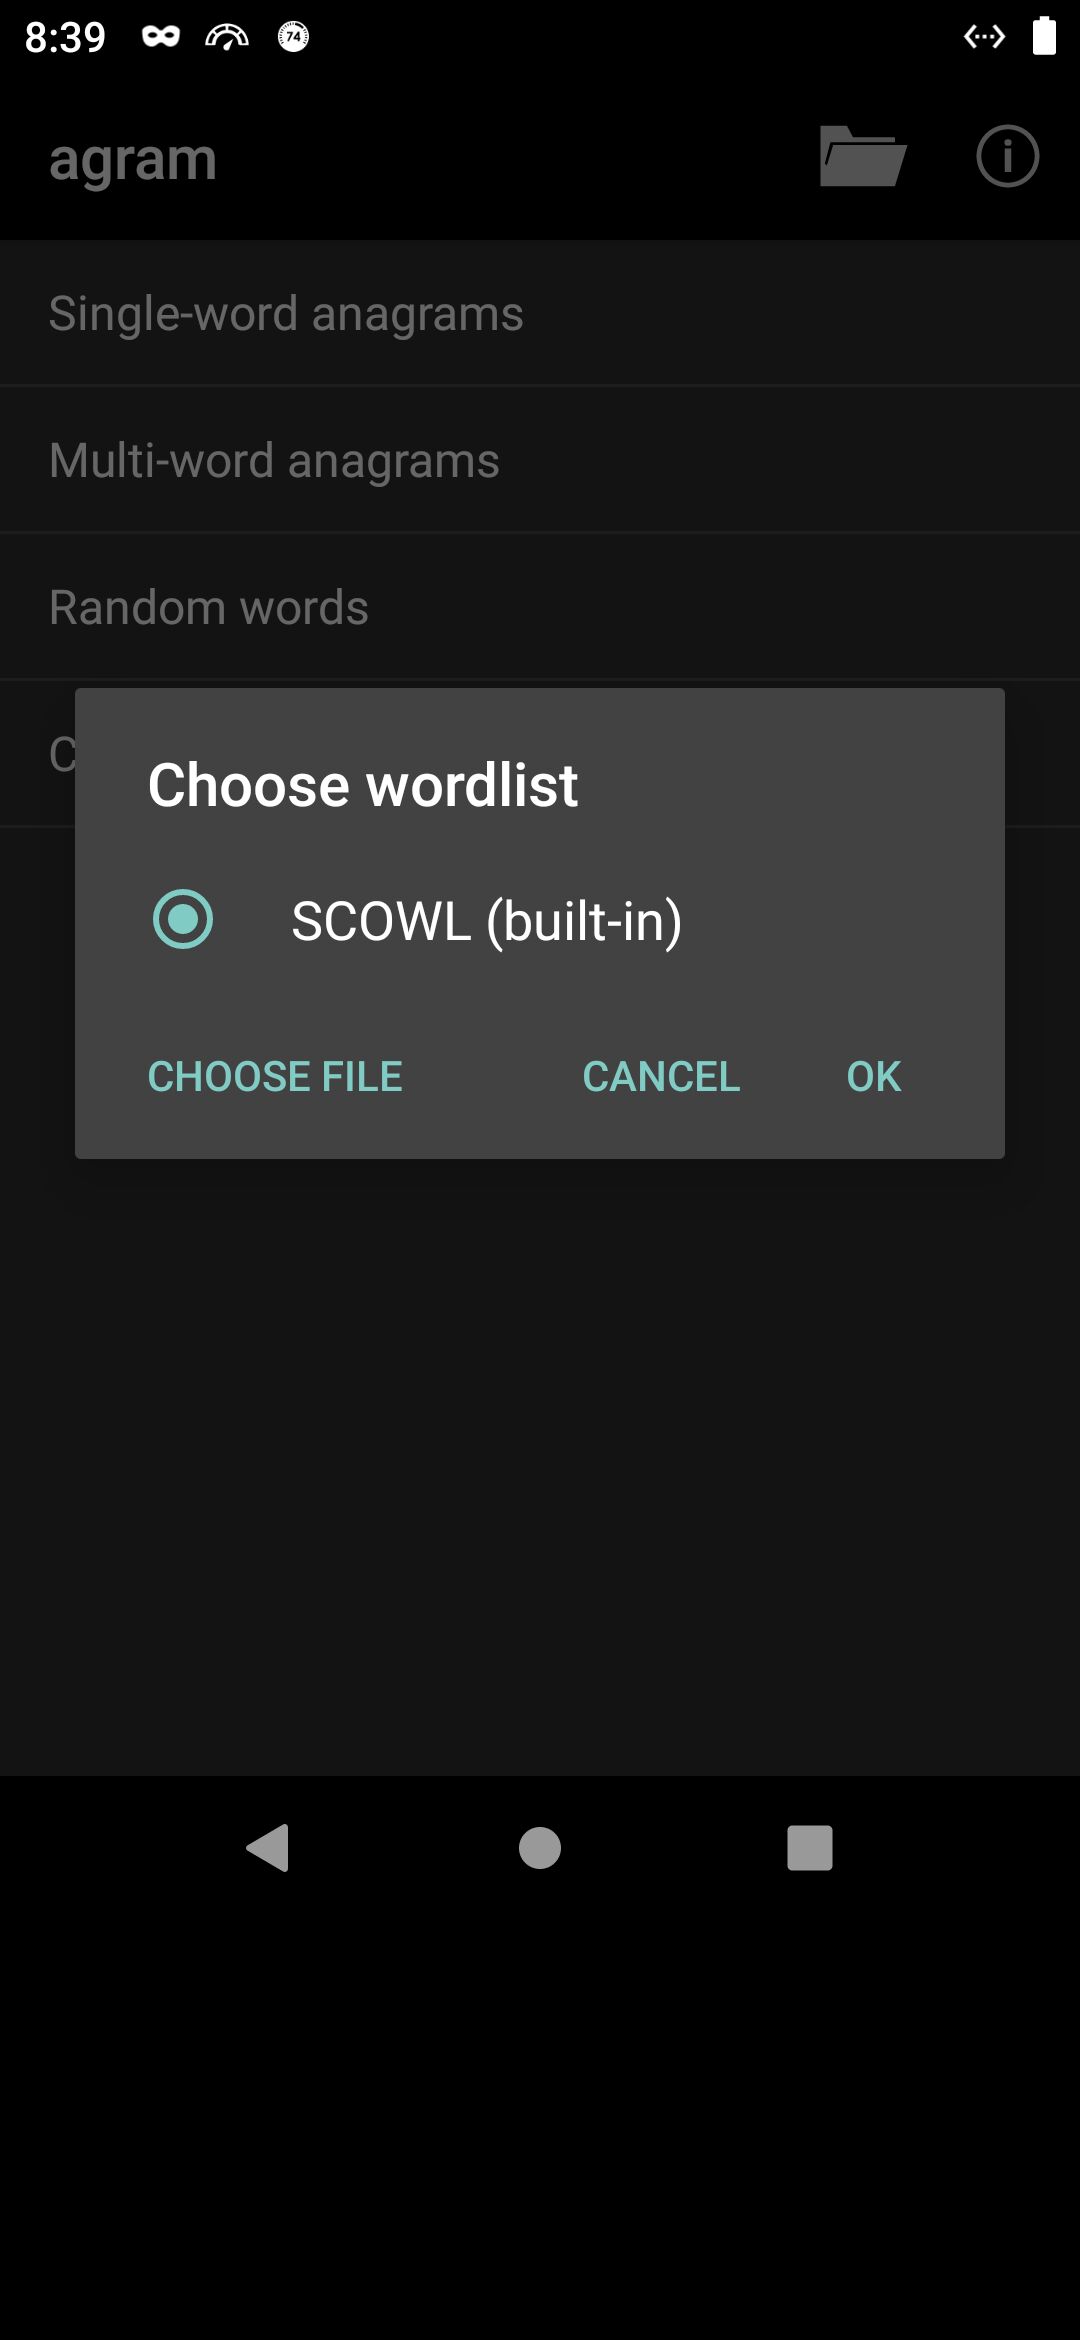 8:39 74
agram
Single-word anagrams
Multi-word anagrams
Random words
C
Choose wordlist
SCOWL (built-in)
CHOOSE FILE CANCEL OK